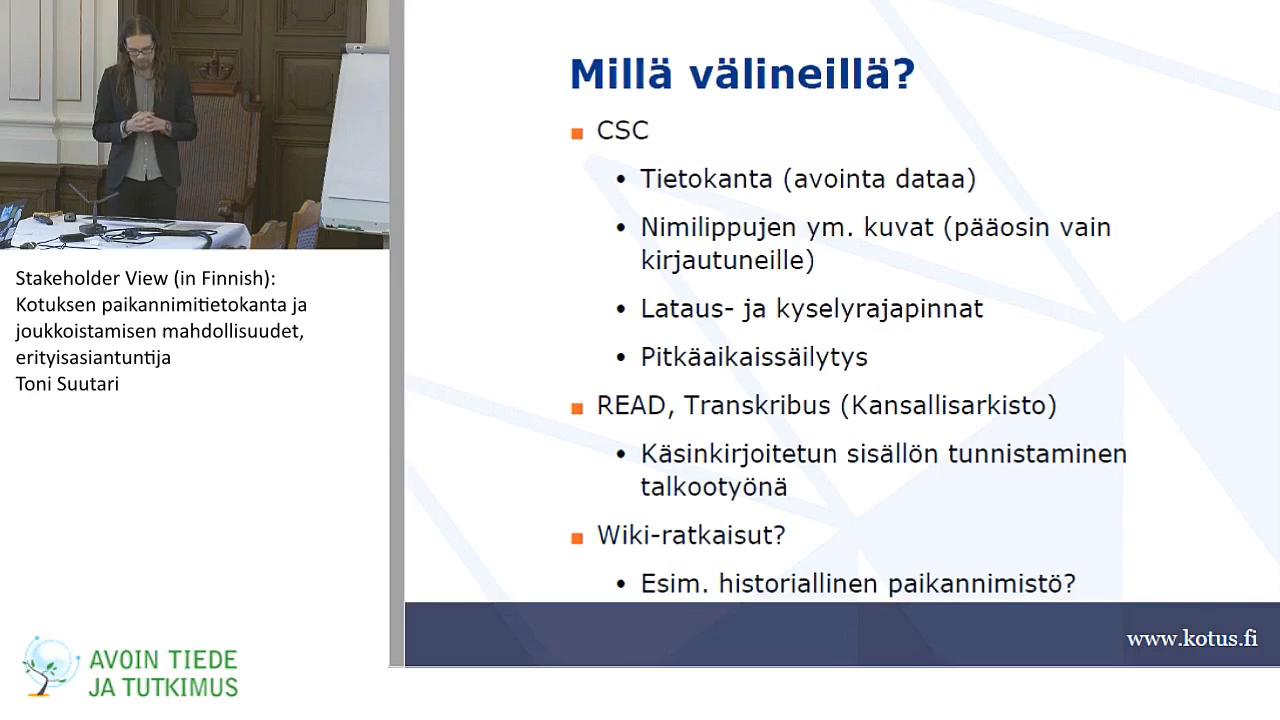 Stakeholder View (in Finnish):
Kotuksen paikannimitietokanta ja
joukkoistamisen mahdollisuudet,
erityisasiantuntija
Toni Suutari
AVOIN TIEDE
JA TUTKIMUS
Millä välineillä?
CSC
Tietokanta (avointa dataa)
Nimilippujen ym. kuvat (pääosin vain
kirjautuneille)
Lataus- ja kyselyrajapinnat
Pitkäaikaissäilytys
READ, Transkribus (Kansallisarkisto)
Käsinkirjoitetun sisällön tunnistaminen
talkootyönä
Wiki-ratkaisut?
Esim. historiallinen paikannimistö?
www.kotus.fi